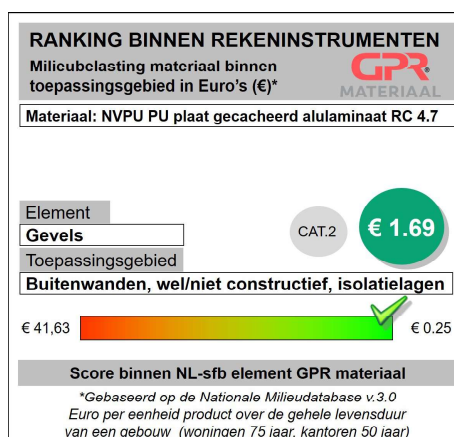 RANKING BINNEN REKENINSTRUMENTEN
Milieubelasting materiaal binnen
toepassingsgebied in Euro's (€)*
GPR®
MATERIAAL
Materiaal: NVPU PU plaat gecacheerd alulaminaat RC 4.7
Element
Gevels
CAT.2
€ 1.69
Toepassingsgebied
Buitenwanden, wel/niet constructief, isolatielagen
€ 41,63
€ 0.25
Score binnen NL-sfb element GPR materiaal
*Gebaseerd op de Nationale Milieudatabase v.3.0
Euro per eenheid product over de gehele levensduur
van een gebouw (woningen 75 jaar, kantoren 50 jaar)